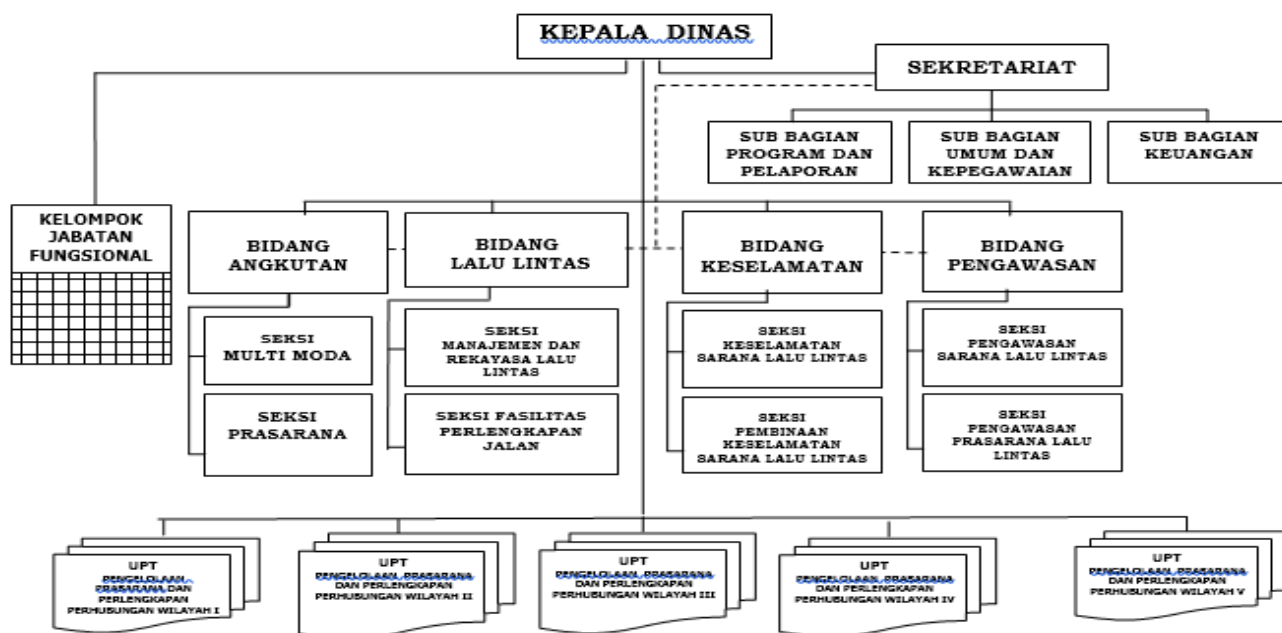 KEPALA DINAS
SEKRETARIAT
SUB BAGIAN
PROGRAM DAN
PELAPORAN
SUB BAGIAN
UMUM DAN
KEPEGAWAIAN
SUB BAGIAN
KEUANGAN
KELOMPOK
JABATAN
FUNGSIONAL
BIDANG
ANGKUTAN
BIDANG
LALU LINTAS
BIDANG
KESELAMATAN
BIDANG
PENGAWASAN
SEKSI
MULTI MODA
SEKSI
MANAJEMEN DAN
REKAYASA LALU
LINTAS
SEKSI
KESELAMATAN
SARANA LALU LINTAS
SEKSI
PENGAWASAN
SARANA LALU LINTAS
SEKSI
PRASARANA
SEKSI FASILITAS
PERLENGKAPAN
JALAN
SEKSI
PEMBINAAN
KESELAMATAN
SARANA LALU LINTAS
SEKSI
PENGAWASAN
PRASARANA LALU
LINTAS
UPT
PENGELOLAAN
PRASARANA DAN
PERLENGKAPAN
PERHUBUNGAN WILAYAH I
UPT
PENGELOLAAN PRASARANA
DAN PERLENGKAPAN
PERHUBUNGAN WILAYAH II
UPT
PENGELOLAAN PRASARANA
DAN PERLENGKAPAN
PERHUBUNGAN WILAYAH III
UPT
PENGELOLAAN PRASARANA
DAN PERLENGKAPAN
PERHUBUNGAN WILAYAH IV
UPT
PENGELOLAAN PRASARANA
DAN PERLENGKAPAN
PERHUBUNGAN WILAYAH V